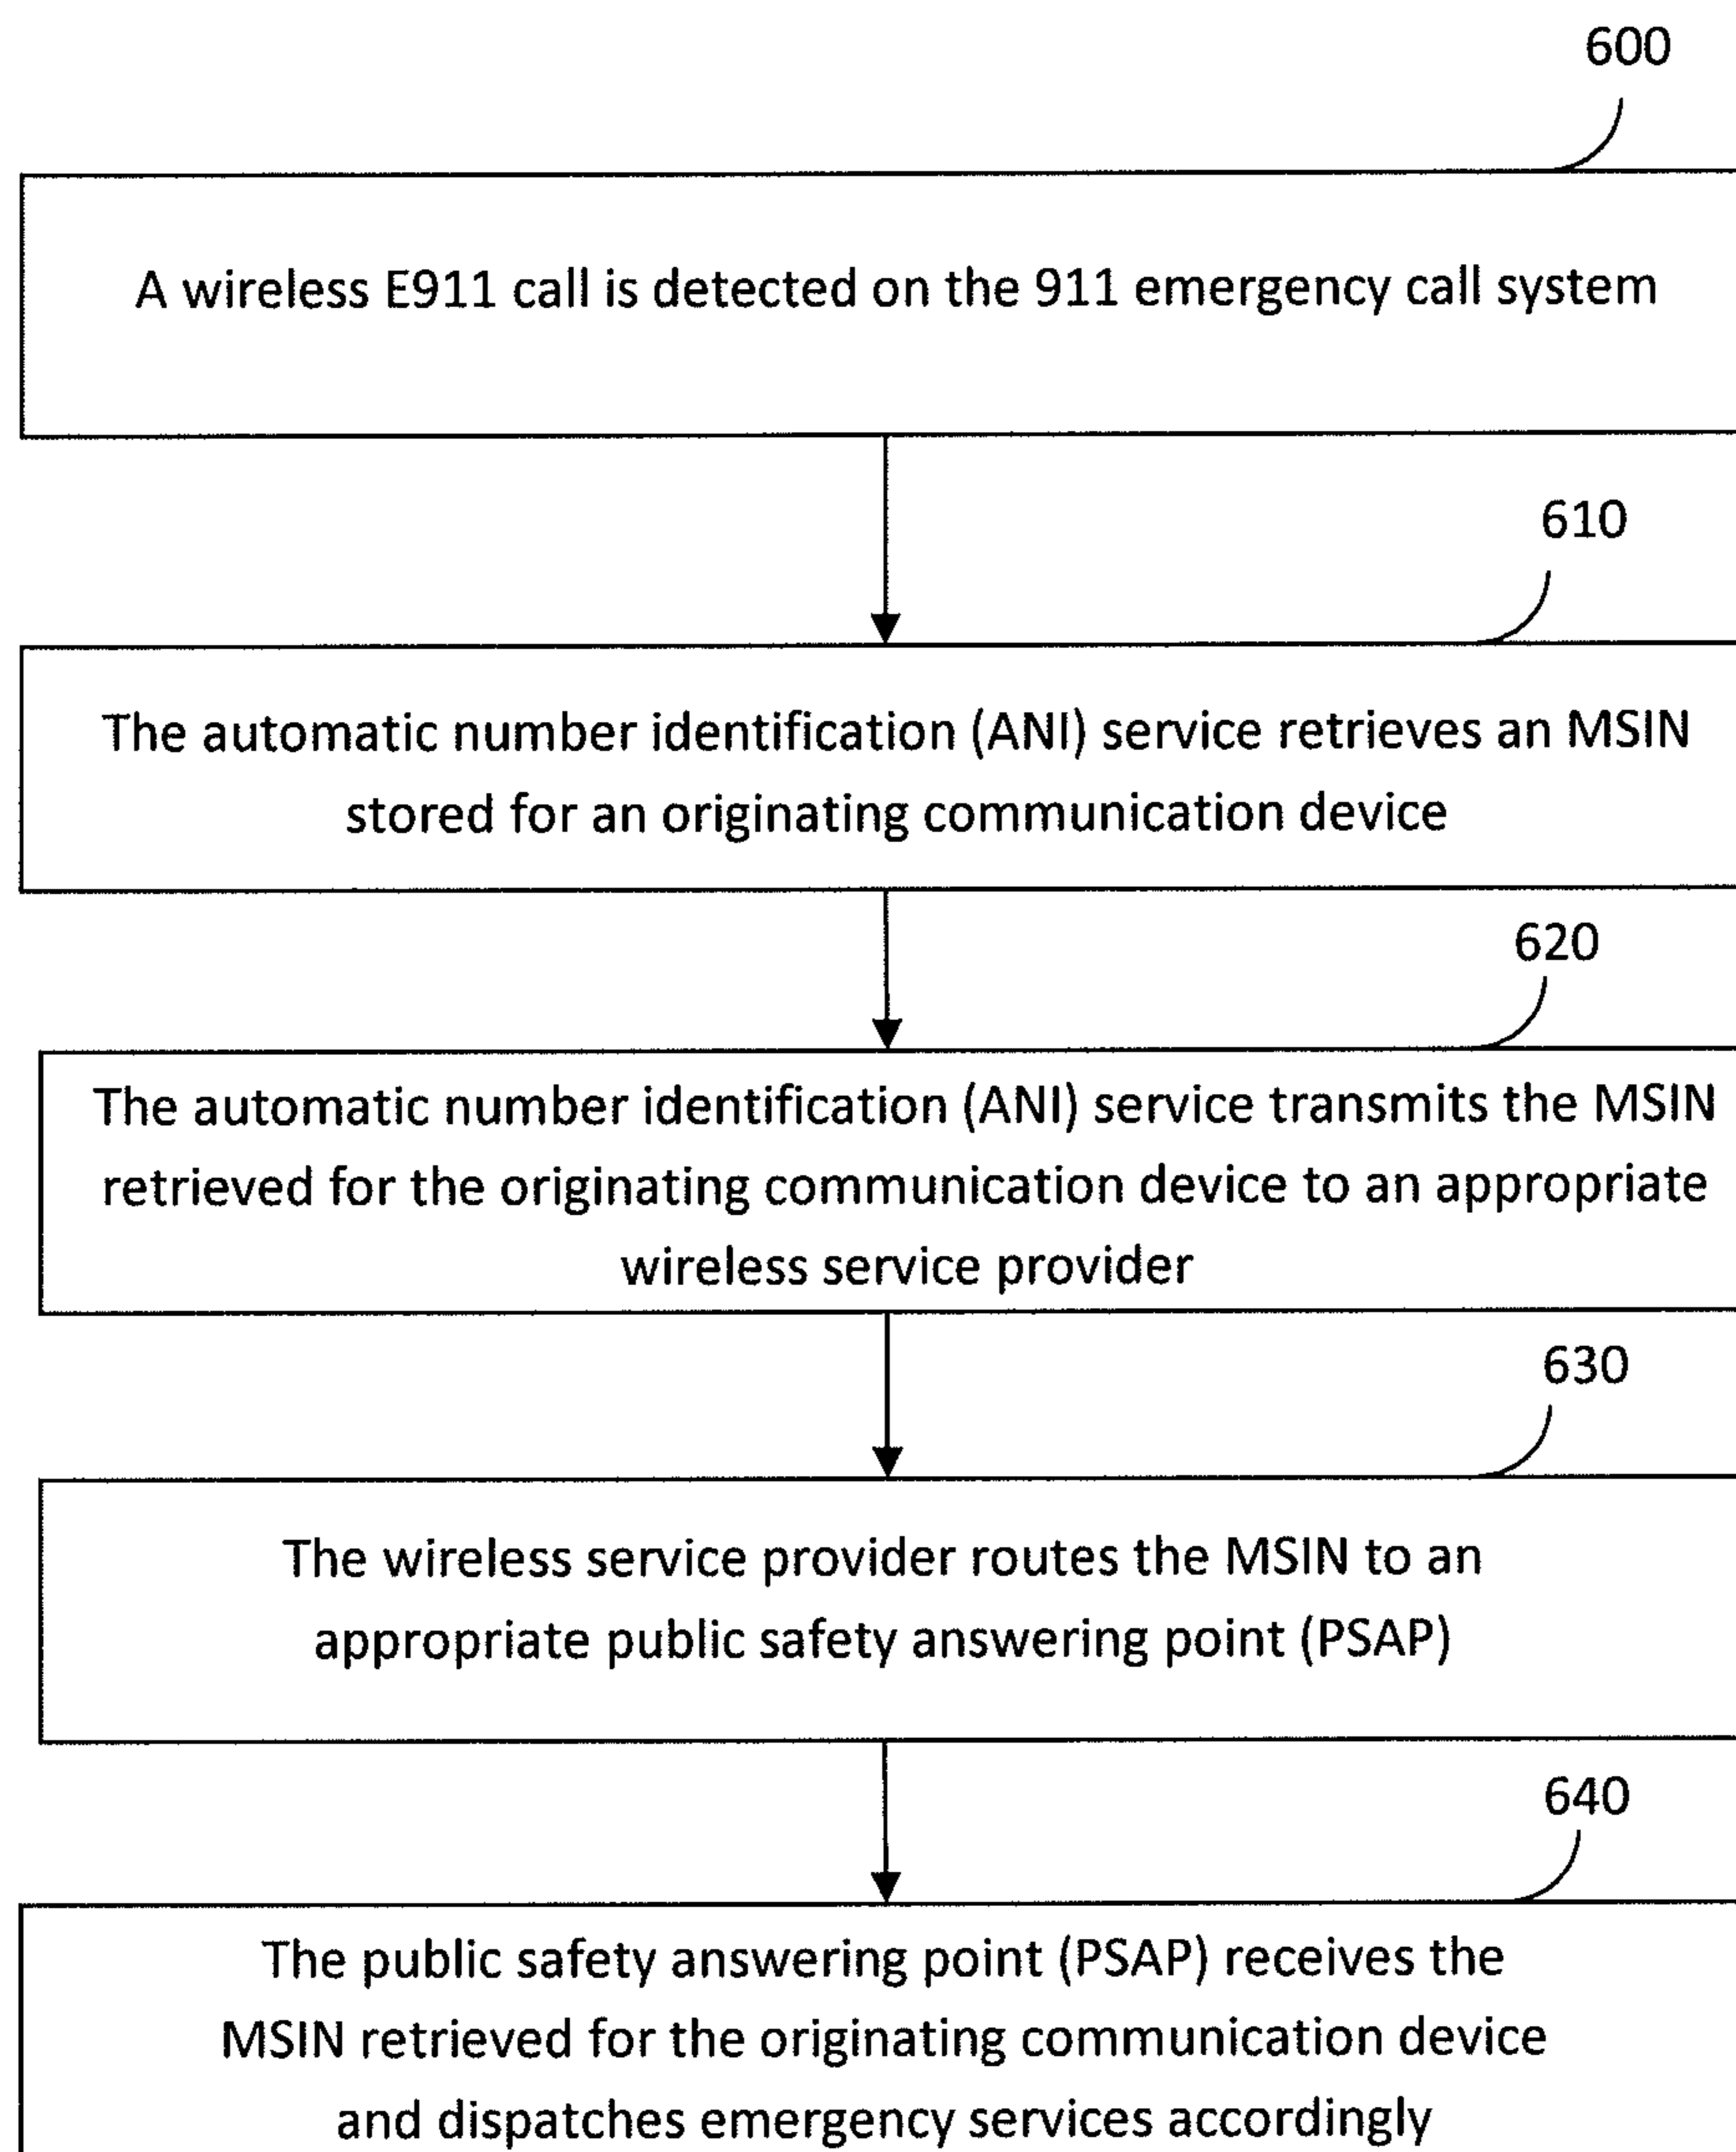 600
A wireless E911 call is detected on the 911 emergency call system
610
The automatic number identification (ANI) service retrieves an MSIN
stored for an originating communication device
620
The automatic number identification (ANI) service transmits the MSIN
retrieved for the originating communication device to an appropriate
wireless service provider
630
The wireless service provider routes the MSIN to an
appropriate public safety answering point (PSAP)
640
The public safety answering point (PSAP) receives the
MSIN retrieved for the originating communication device
and dispatches emergency services accordingly